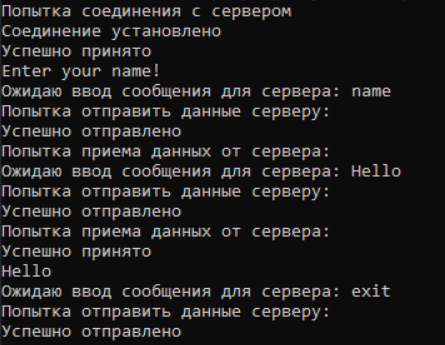 Попытка соединения с сервером
Соединение установлено
Успешно принято
Enter your name!
Ожидаю ввод сообщения для сервера: name
Попытка отправить данные серверу:
Успешно отправлено
Попытка приема данных от сервера:
Ожидаю ввод сообщения для сервера: Hello
Попытка отправить данные серверу:
Успешно отправлено
Попытка приема данных от сервера:
Успешно принято
Hello
Ожидаю ввод сообщения для сервера: exit
Попытка отправить данные серверу:
Успешно отправлено